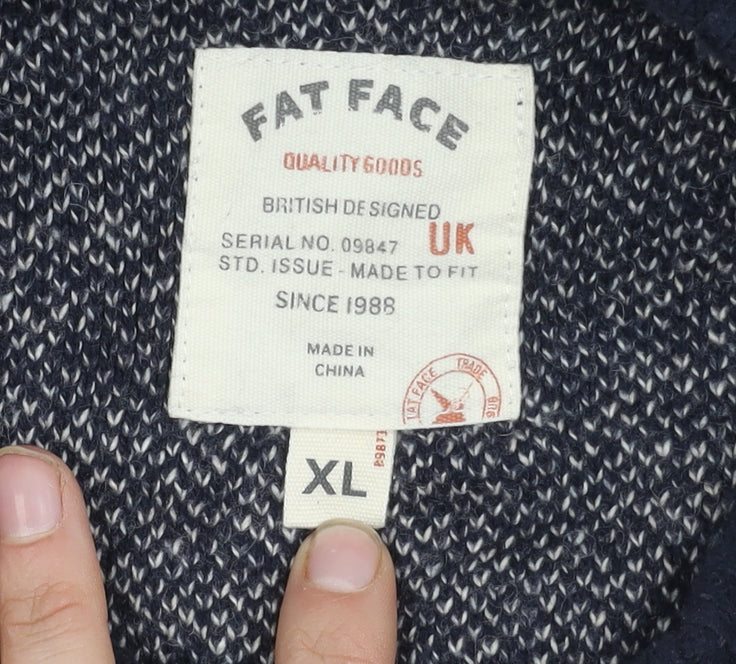 FAT FACE
QUALITY GOODS
BRITISH DESIGNED
UK
SERIAL NO. 09847
STD. ISSUE - MADE TO FIT
SINCE 1988
MADE IN
CHINA
FAT FACE TRADE
XL